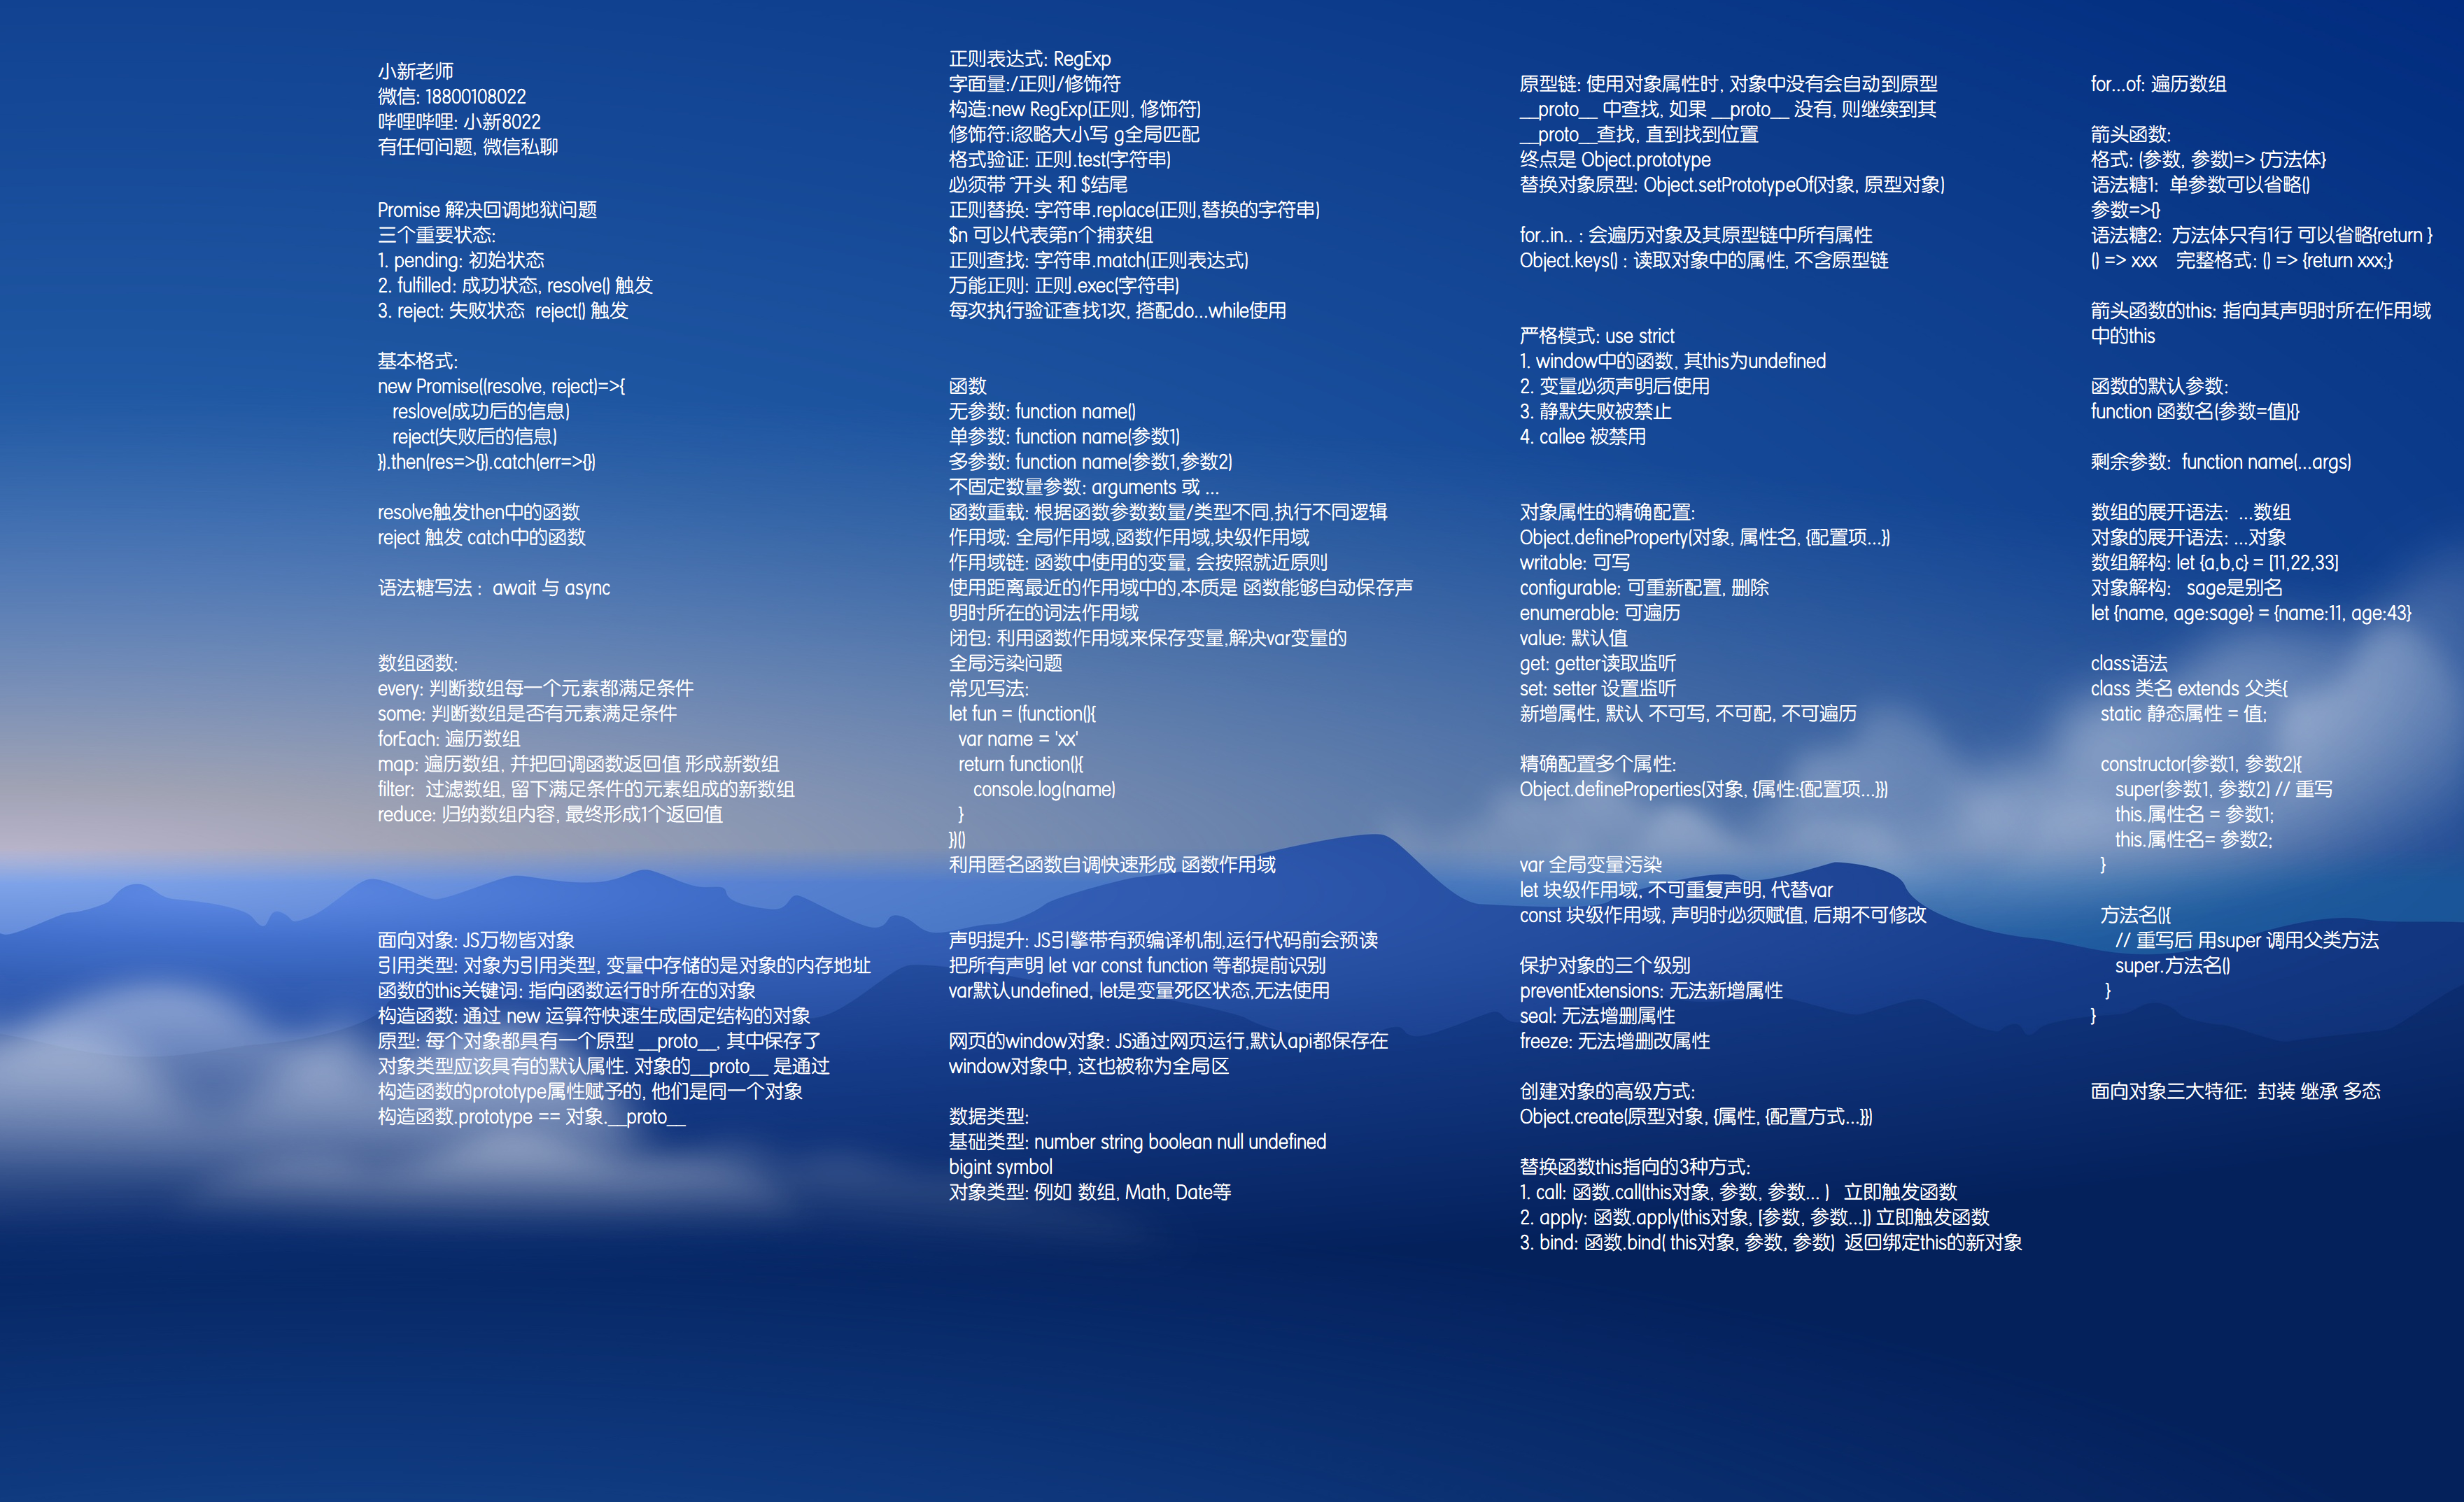 小新老师
微信: 18800108022
哔哩哔哩: 小新8022
有任何问题, 微信私聊
Promise 解决回调地狱问题
三个重要状态:
1. pending: 初始状态
2. fulfilled: 成功状态, resolve() 触发
3. reject: 失败状态  reject() 触发
基本格式:
new Promise((resolve, reject)=>{
reslove(成功后的信息)
reject(失败后的信息)
}).then(res=>{}).catch(err=>{})
resolve触发then中的函数
reject 触发 catch中的函数
语法糖写法 :  await 与 async
数组函数:
every: 判断数组每一个元素都满足条件
some: 判断数组是否有元素满足条件
forEach: 遍历数组
map: 遍历数组, 并把回调函数返回值 形成新数组
filter:  过滤数组, 留下满足条件的元素组成的新数组
reduce: 归纳数组内容, 最终形成1个返回值
面向对象: JS万物皆对象
引用类型: 对象为引用类型, 变量中存储的是对象的内存地址
函数的this关键词: 指向函数运行时所在的对象
构造函数: 通过 new 运算符快速生成固定结构的对象
原型: 每个对象都具有一个原型 __proto__, 其中保存了
对象类型应该具有的默认属性. 对象的__proto__ 是通过
构造函数的prototype属性赋予的, 他们是同一个对象
构造函数.prototype == 对象.__proto__
正则表达式: RegExp
字面量:/正则/修饰符
构造:new RegExp(正则, 修饰符)
修饰符:i忽略大小写 g全局匹配
格式验证: 正则.test(字符串)
必须带 ^开头 和 $结尾
正则替换: 字符串.replace(正则,替换的字符串)
$n 可以代表第n个捕获组
正则查找: 字符串.match(正则表达式)
万能正则: 正则.exec(字符串)
每次执行验证查找1次, 搭配do...while使用
函数
无参数: function name()
单参数: function name(参数1)
多参数: function name(参数1,参数2)
不固定数量参数: arguments 或 ...
函数重载: 根据函数参数数量/类型不同,执行不同逻辑
作用域: 全局作用域,函数作用域,块级作用域
作用域链: 函数中使用的变量, 会按照就近原则
使用距离最近的作用域中的,本质是 函数能够自动保存声
明时所在的词法作用域
闭包: 利用函数作用域来保存变量,解决var变量的
全局污染问题
常见写法:
let fun = (function(){
var name = 'xx'
return function(){
console.log(name)
}
})()
利用匿名函数自调快速形成 函数作用域
声明提升: JS引擎带有预编译机制,运行代码前会预读
把所有声明 let var const function 等都提前识别
var默认undefined, let是变量死区状态,无法使用
网页的window对象: JS通过网页运行,默认api都保存在
window对象中, 这也被称为全局区
数据类型:
基础类型: number string boolean null undefined
bigint symbol
对象类型: 例如 数组, Math, Date等
原型链: 使用对象属性时, 对象中没有会自动到原型
__proto__ 中查找, 如果 __proto__ 没有, 则继续到其
__proto__查找, 直到找到位置
终点是 Object.prototype
替换对象原型: Object.setPrototypeOf(对象, 原型对象)
for..in.. : 会遍历对象及其原型链中所有属性
Object.keys() : 读取对象中的属性, 不含原型链
严格模式: use strict
1. window中的函数, 其this为undefined
2. 变量必须声明后使用
3. 静默失败被禁止
4. callee 被禁用
对象属性的精确配置:
Object.defineProperty(对象, 属性名, {配置项...})
writable: 可写
configurable: 可重新配置, 删除
enumerable: 可遍历
value: 默认值
get: getter读取监听
set: setter 设置监听
新增属性, 默认 不可写, 不可配, 不可遍历
精确配置多个属性:
Object.defineProperties(对象, {属性:{配置项...}})
var 全局变量污染
let 块级作用域, 不可重复声明, 代替var
const 块级作用域, 声明时必须赋值, 后期不可修改
保护对象的三个级别
preventExtensions: 无法新增属性
seal: 无法增删属性
freeze: 无法增删改属性
创建对象的高级方式:
Object.create(原型对象, {属性, {配置方式...}})
替换函数this指向的3种方式:
1. call: 函数.call(this对象, 参数, 参数... )   立即触发函数
2. apply: 函数.apply(this对象, [参数, 参数...]) 立即触发函数
3. bind: 函数.bind( this对象, 参数, 参数)  返回绑定this的新对象
for...of: 遍历数组
箭头函数:
格式: (参数, 参数)=> {方法体}
语法糖1:  单参数可以省略()
参数=>{}
语法糖2:  方法体只有1行 可以省略{return }
() => xxx    完整格式: () => {return xxx;}
箭头函数的this: 指向其声明时所在作用域
中的this
函数的默认参数:
function 函数名(参数=值){}
剩余参数:  function name(...args)
数组的展开语法:  ...数组
对象的展开语法: ...对象
数组解构: let {a,b,c} = [11,22,33]
对象解构:   sage是别名
let {name, age:sage} = {name:11, age:43}
class语法
class 类名 extends 父类{
static 静态属性 = 值;
constructor(参数1, 参数2){
super(参数1, 参数2) // 重写
this.属性名 = 参数1;
this.属性名= 参数2;
}
方法名(){
// 重写后 用super 调用父类方法
super.方法名()
}
}
面向对象三大特征:  封装 继承 多态